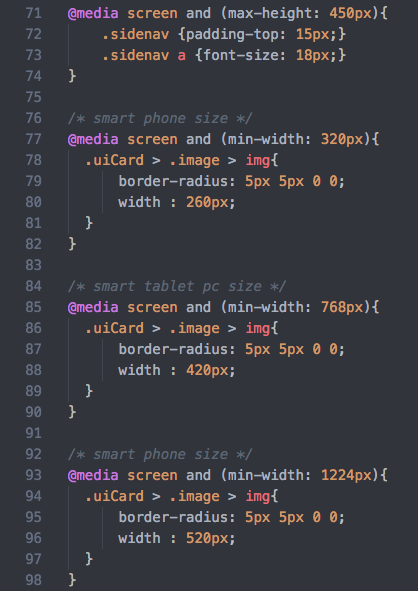 71 @media screen and (max-height: 450px){
72     .sidenav {padding-top: 15px;}
73     .sidenav a {font-size: 18px;}
74 }
75
76 /* smart phone size */
77 @media screen and (min-width: 320px){
78   .uiCard > .image > img{
79       border-radius: 5px 5px 0 0;
80       width : 260px;
81   }
82 }
83
84 /* smart tablet pc size */
85 @media screen and (min-width: 768px){
86   .uiCard > .image > img{
87       border-radius: 5px 5px 0 0;
88       width : 420px;
89   }
90 }
91
92 /* smart phone size */
93 @media screen and (min-width: 1224px){
94   .uiCard > .image > img{
95       border-radius: 5px 5px 0 0;
96       width : 520px;
97   }
98 }